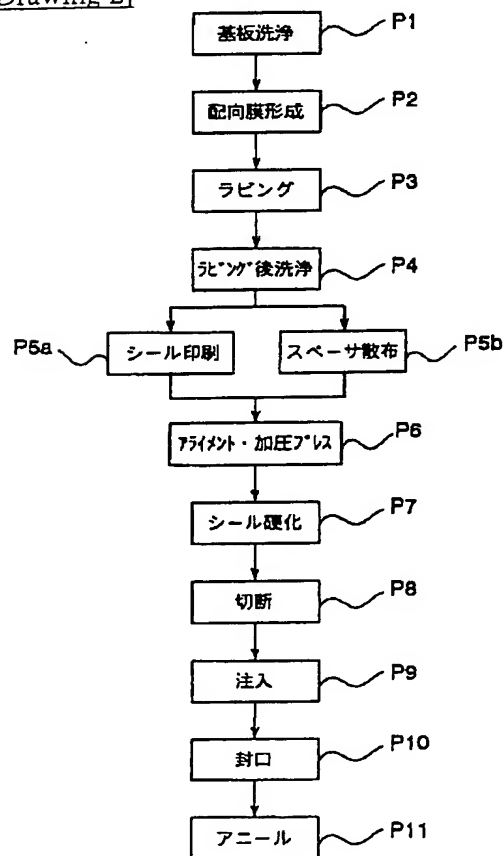 Drawing 2]
基板洗浄 P1
配向膜形成 P2
ラビング P3
ﾗﾋﾞﾝｸﾞ後洗浄 P4
P5a シール印刷 スペーサ散布 P5b
ｱﾗｲﾒﾝﾄ・加圧ﾌﾟﾚｽ P6
シール硬化 P7
切断 P8
注入 P9
封口 P10
アニール P11